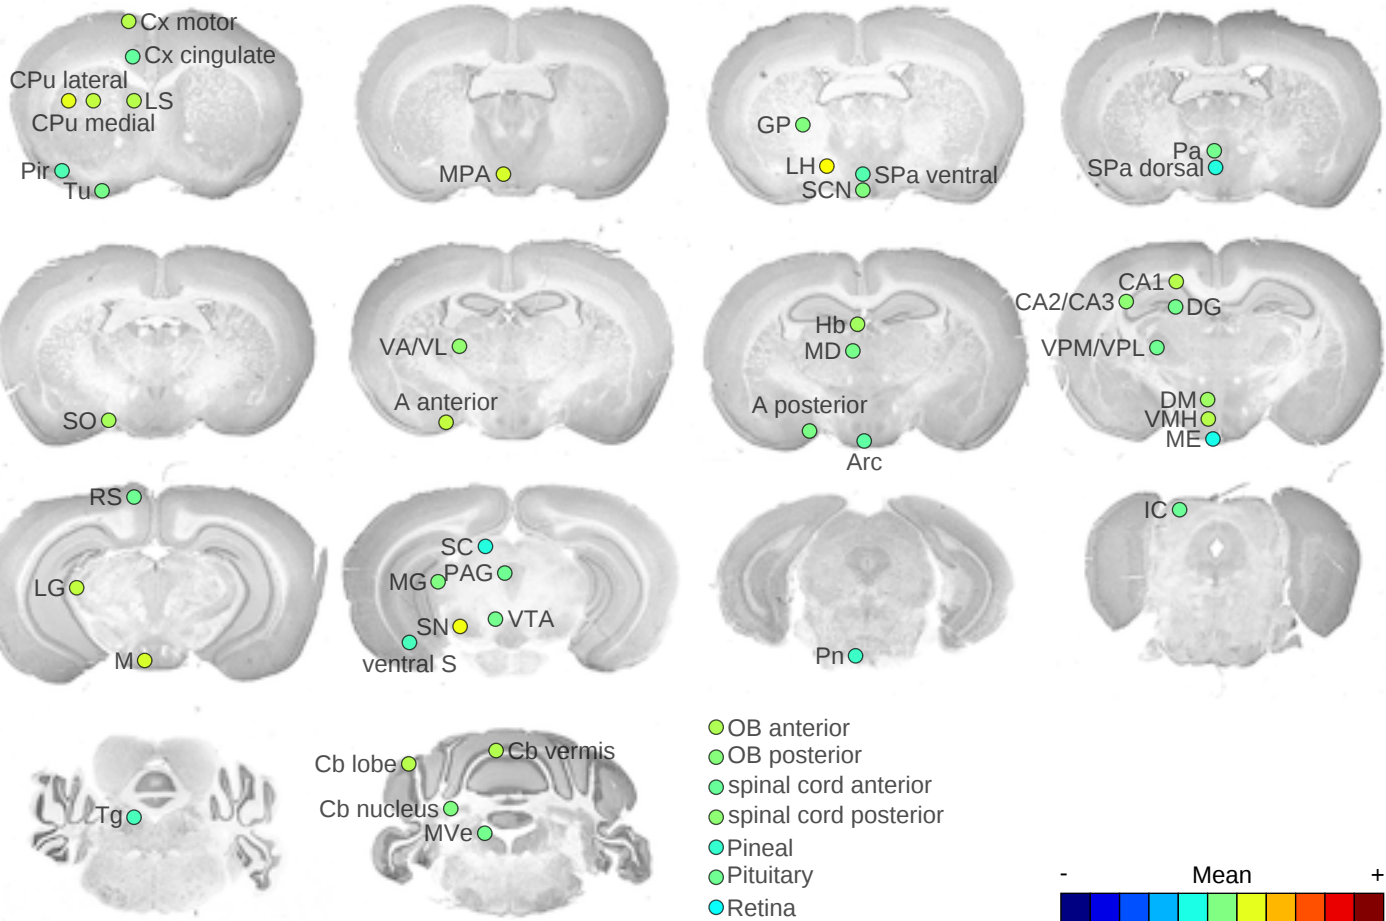 Cx motor
Cx cingulate
CPu lateral
LS
CPu medial
Pir
Tu
MPA
GP
LH
SPa ventral
SCN
Pa
SPa dorsal
SO
VA/VL
A anterior
Hb
MD
A posterior
Arc
CA1
CA2/CA3
DG
VPM/VPL
DM
VMH
ME
RS
LG
M
SC
PAG
MG
SN
VTA
ventral S
Pn
IC
Tg
Cb lobe
Cb vermis
Cb nucleus
MVe
OB anterior
OB posterior
spinal cord anterior
spinal cord posterior
Pineal
Pituitary
Retina
- Mean +